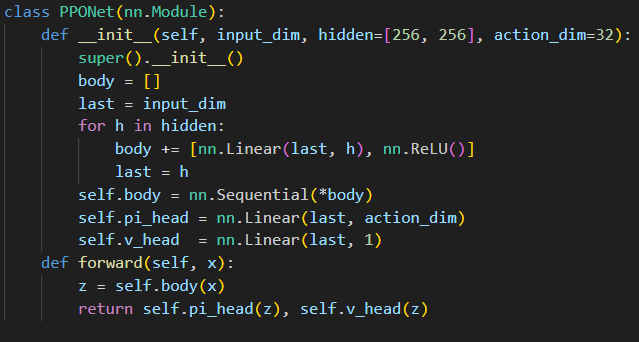 class PPONet(nn.Module):
    def __init__(self, input_dim, hidden=[256, 256], action_dim=32):
        super().__init__()
        body = []
        last = input_dim
        for h in hidden:
            body += [nn.Linear(last, h), nn.ReLU()]
            last = h
        self.body = nn.Sequential(*body)
        self.pi_head = nn.Linear(last, action_dim)
        self.v_head  = nn.Linear(last, 1)
    def forward(self, x):
        z = self.body(x)
        return self.pi_head(z), self.v_head(z)